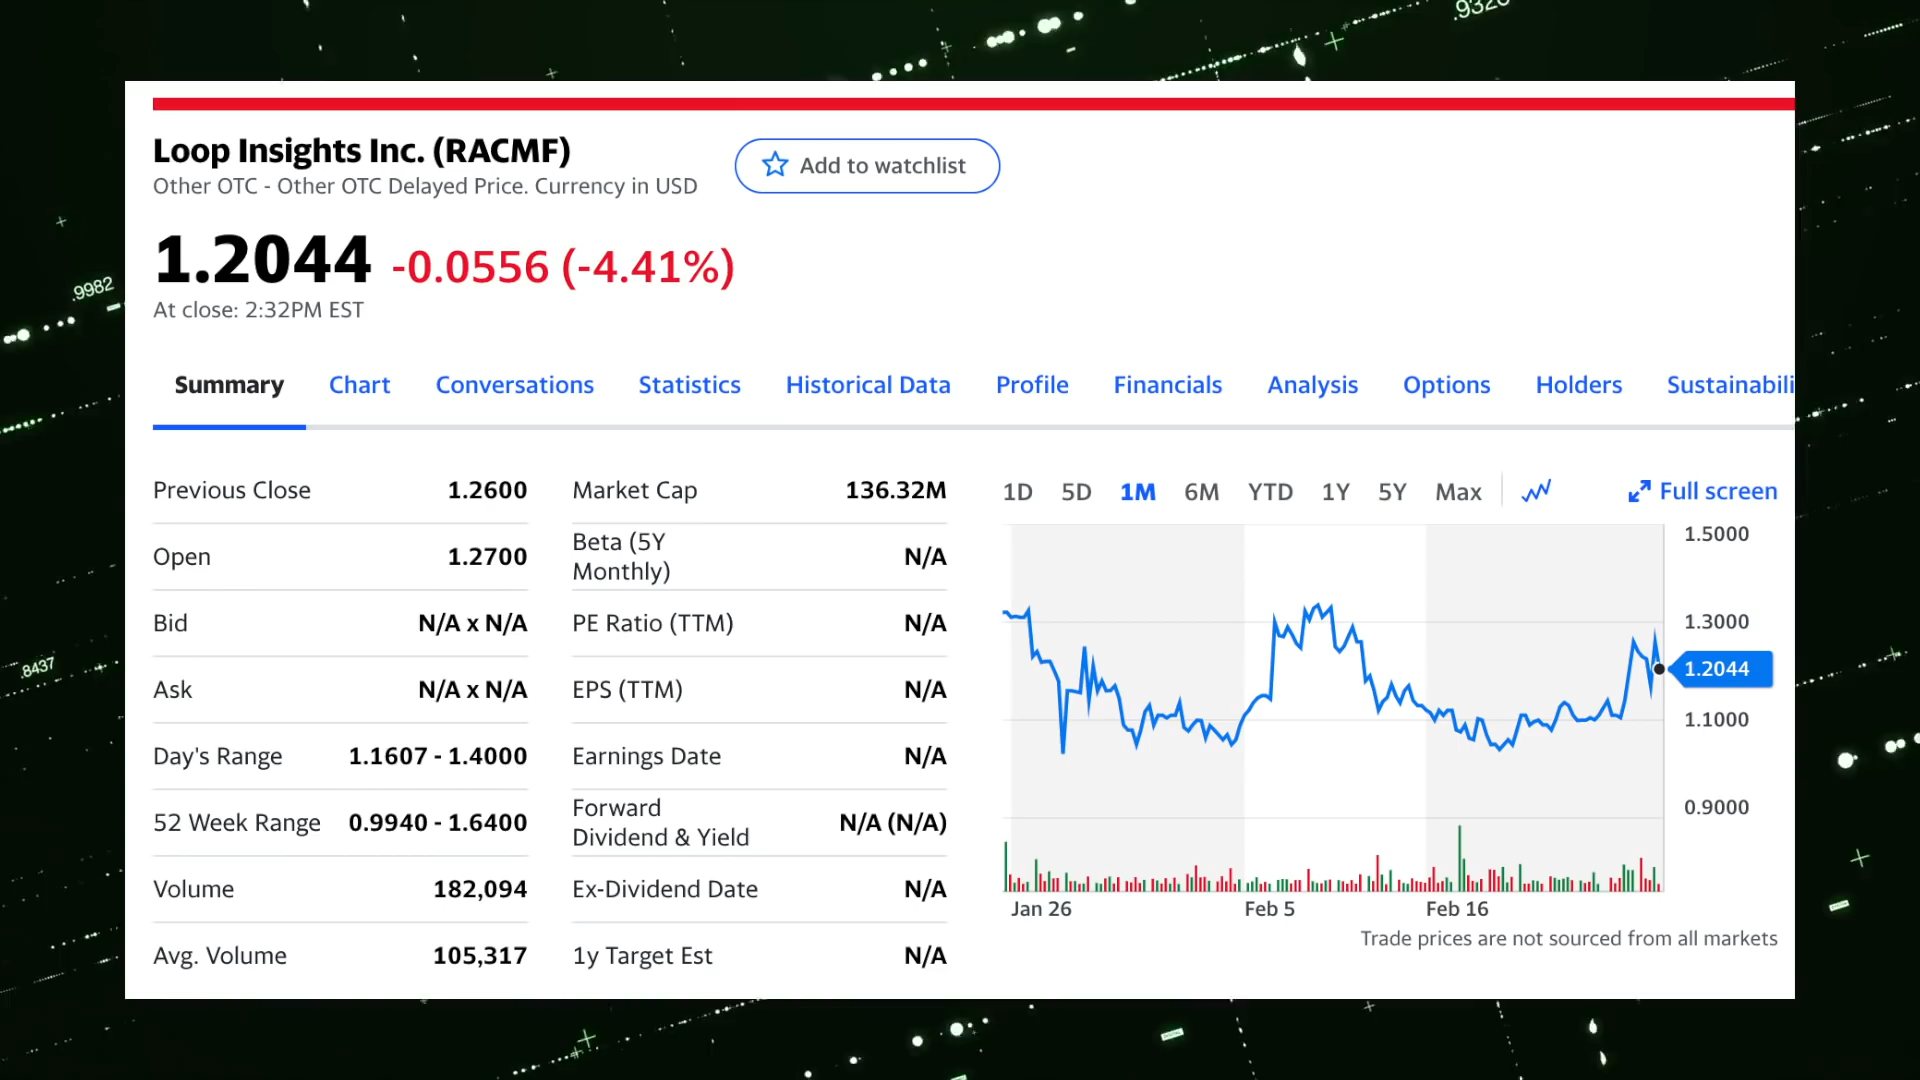 .9320
Loop Insights Inc. (RACMF)
Add to watchlist
Other OTC - Other OTC Delayed Price. Currency in USD
1.2044 -0.0556 (-4.41%)
At close: 2:32PM EST
.9982
Summary Chart Conversations Statistics Historical Data Profile Financials Analysis Options Holders Sustainabili
Previous Close 1.2600
Open 1.2700
Bid N/A x N/A
Ask N/A x N/A
Day's Range 1.1607 - 1.4000
52 Week Range 0.9940 - 1.6400
Volume 182,094
Avg. Volume 105,317
Market Cap 136.32M
Beta (5Y
Monthly) N/A
PE Ratio (TTM) N/A
EPS (TTM) N/A
Earnings Date N/A
Forward
Dividend & Yield N/A (N/A)
Ex-Dividend Date N/A
1y Target Est N/A
1D 5D 1M 6M YTD 1Y 5Y Max Full screen
1.5000
1.3000
1.2044
1.1000
0.9000
Jan 26 Feb 5 Feb 16
Trade prices are not sourced from all markets
.8437